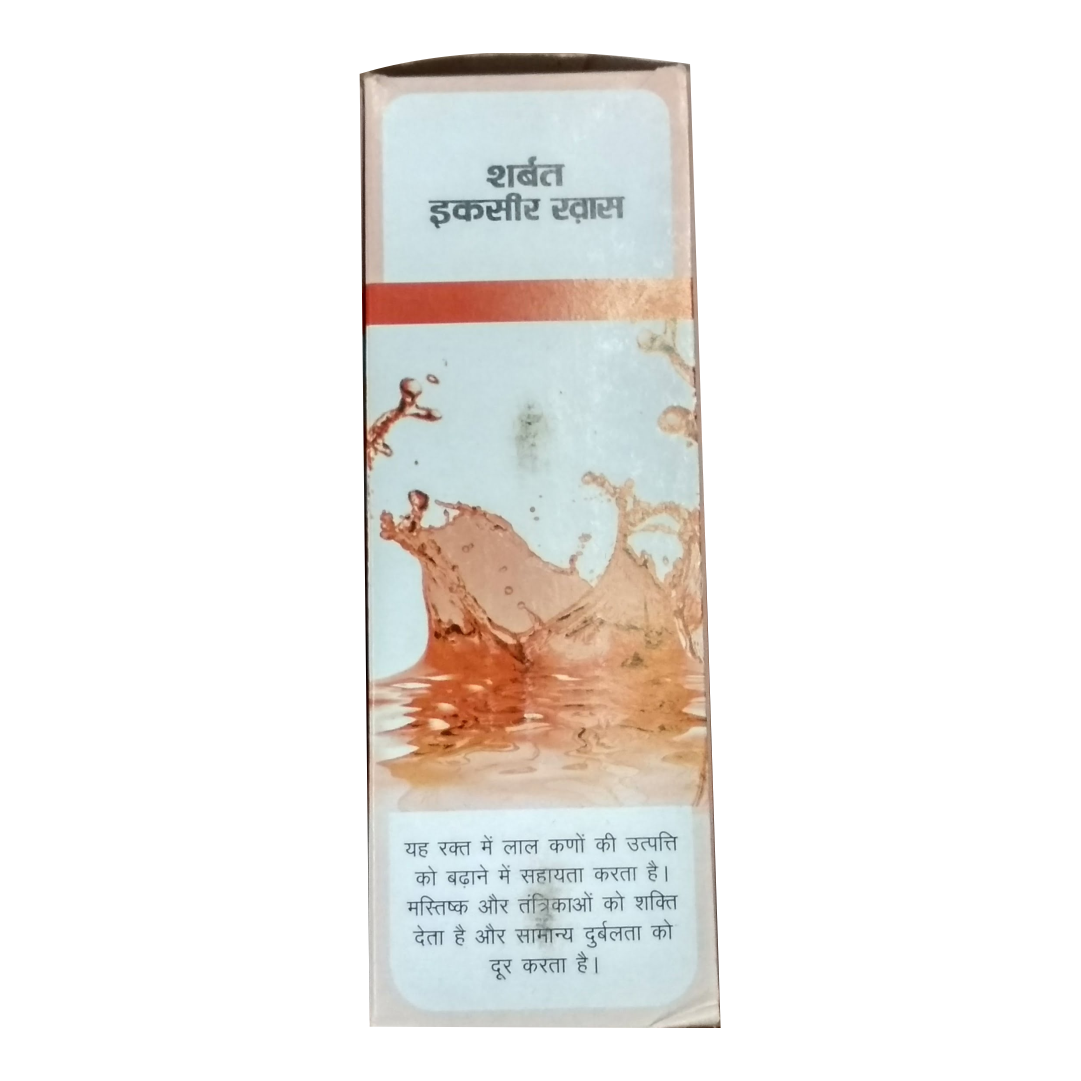 शर्बत
इकसीर ख़ास
यह रक्त में लाल कणों की उत्पत्ति
को बढ़ाने में सहायता करता है।
मस्तिष्क और तंत्रिकाओं को शक्ति
देता है और सामान्य दुर्बलता को
दूर करता है।